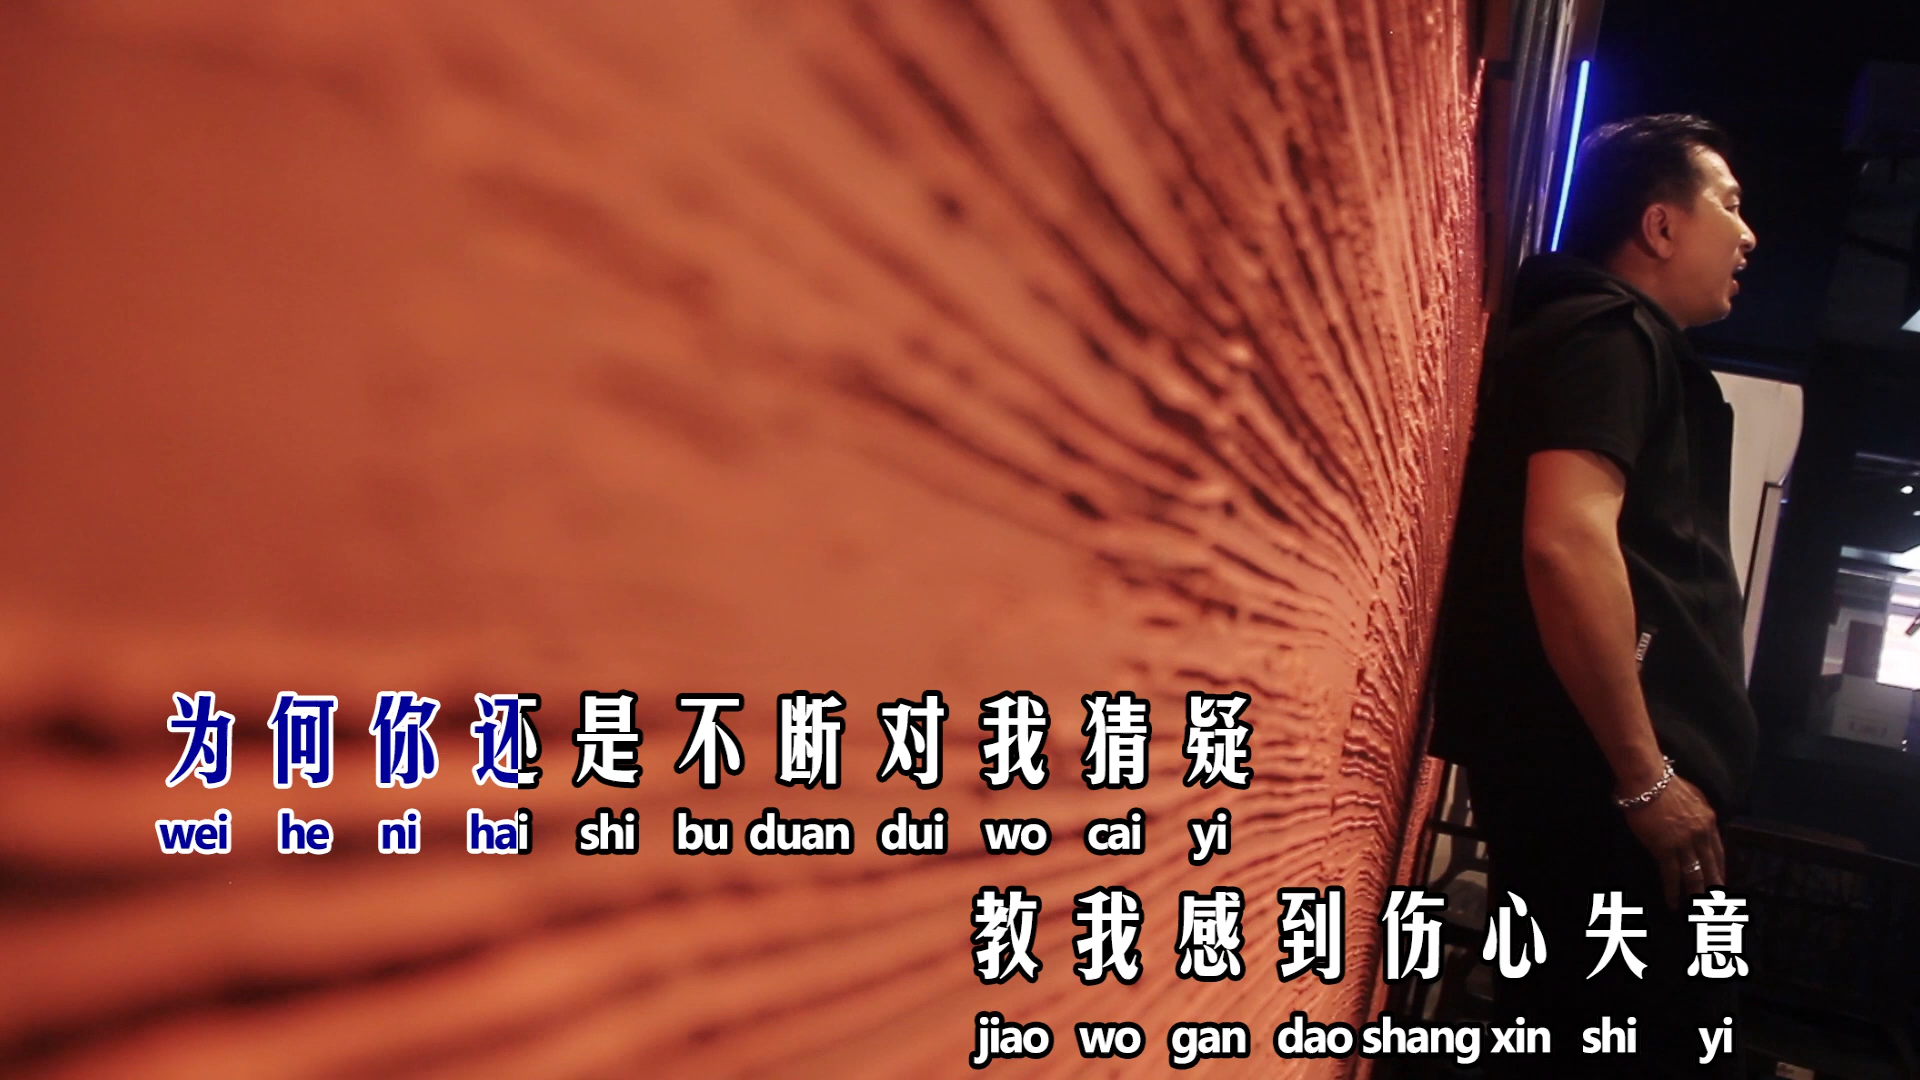 为何你还是不断对我猜疑
wei he ni hai shi bu duan dui wo cai yi
教我感到伤心失意
jiao wo gan dao shang xin shi yi